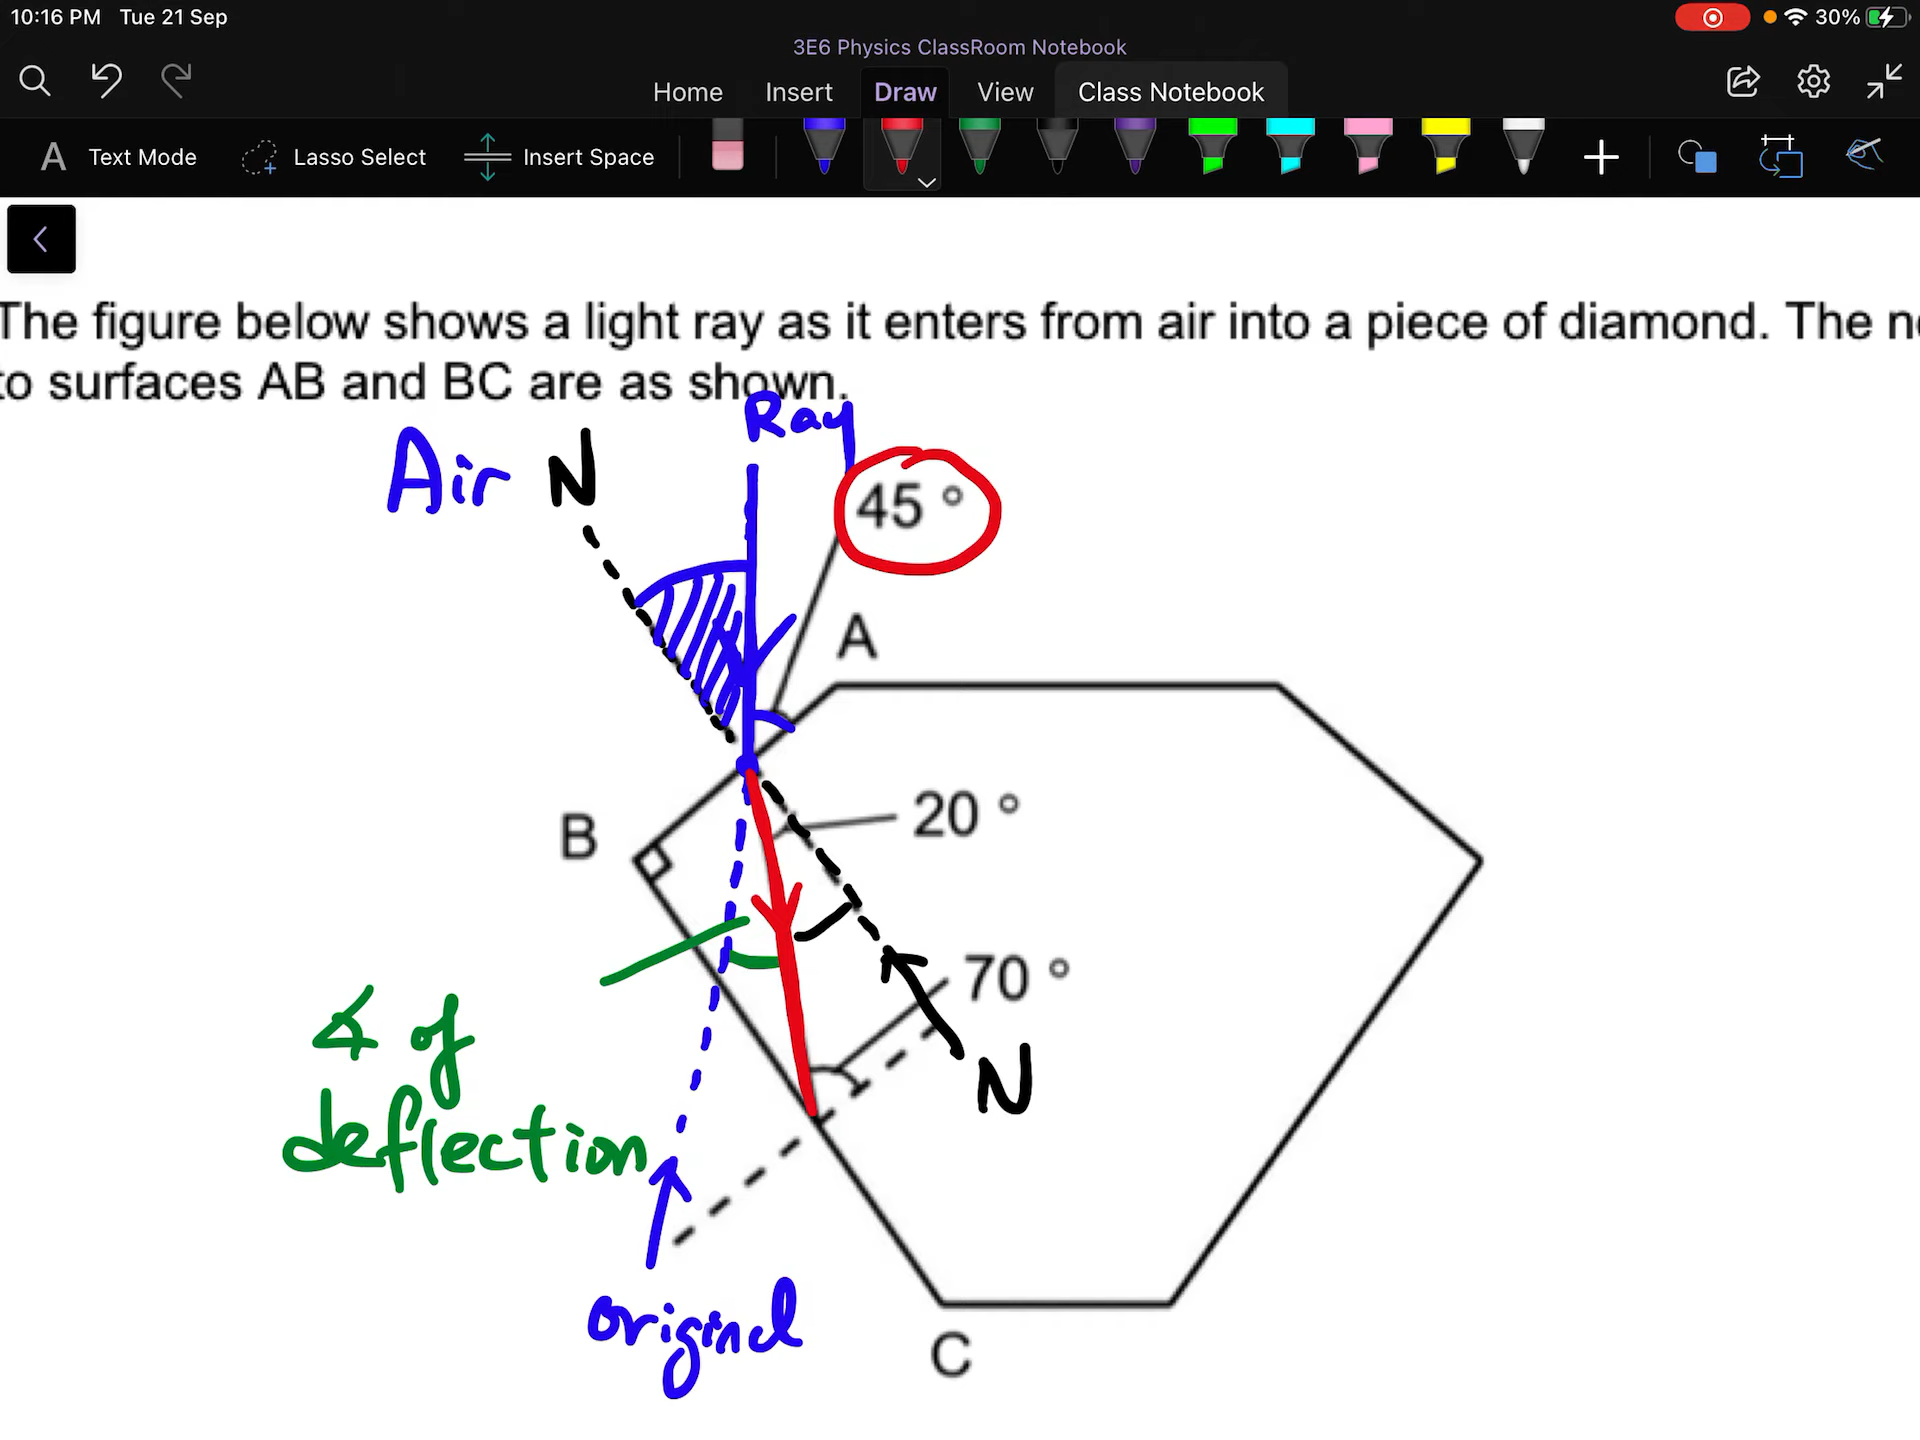 10:16 PM Tue 21 Sep
30%
3E6 Physics ClassRoom Notebook
Home Insert Draw View Class Notebook
A Text Mode Lasso Select Insert Space
The figure below shows a light ray as it enters from air into a piece of diamond. The
to surfaces AB and BC are as shown.
Ray
Air N
45 °
A
B
20 °
70 °
N
∡ of
deflection
original
C